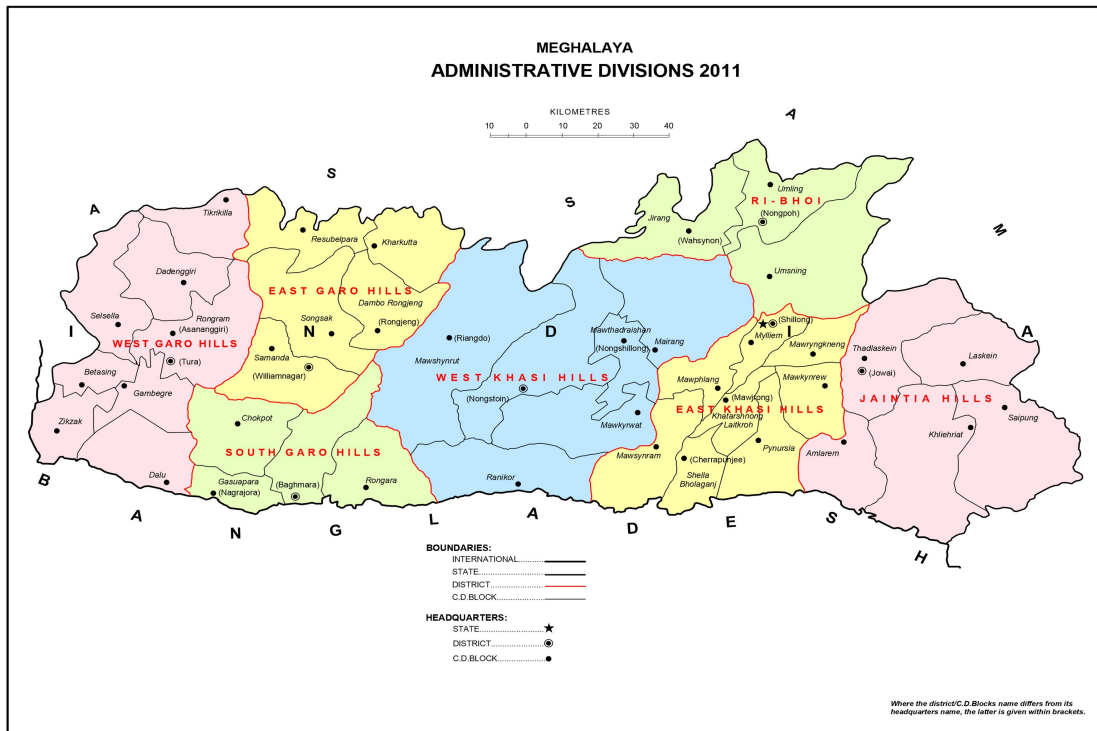 MEGHALAYA
ADMINISTRATIVE DIVISIONS 2011
KILOMETRES
10 0 10 20 30 40
A S S A M
I N D I A
B A N G L A D E S H
Tikrikilla
Dadenggiri
Selsella
Rongram
(Asananggiri)
WEST GARO HILLS
(Tura)
Betasing
Gambegre
Zikzak
Dalu
Resubelpara
Kharkutta
EAST GARO HILLS
Dambo Rongjeng
(Rongjeng)
Songsak
Samanda
(Williamnagar)
Chokpot
SOUTH GARO HILLS
Gasuapara
(Nagrajora)
(Baghmara)
Rongara
(Riangdo)
Mawshynrut
Mawthadraishan
(Nongshillong)
Mairang
WEST KHASI HILLS
(Nongstoin)
Mawkyrwat
Ranikor
Jirang
(Wahsynon)
Umling
RI-BHOI
(Nongpoh)
Umsning
(Shillong)
Mylliem
Mawryngkneng
Mawphlang
Mawkynrew
(Mawjrong)
EAST KHASI HILLS
Khatarshnong
Laitkroh
Mawsynram
(Cherrapunjee)
Pynursla
Shella
Bholaganj
Thadlaskein
(Jowai)
Laskein
JAINTIA HILLS
Saipung
Khliehriat
Amlarem
BOUNDARIES:
INTERNATIONAL
STATE
DISTRICT
C.D.BLOCK
HEADQUARTERS:
STATE
DISTRICT
C.D.BLOCK
Where the district/C.D.Blocks name differs from its
headquarters name, the latter is given within brackets.